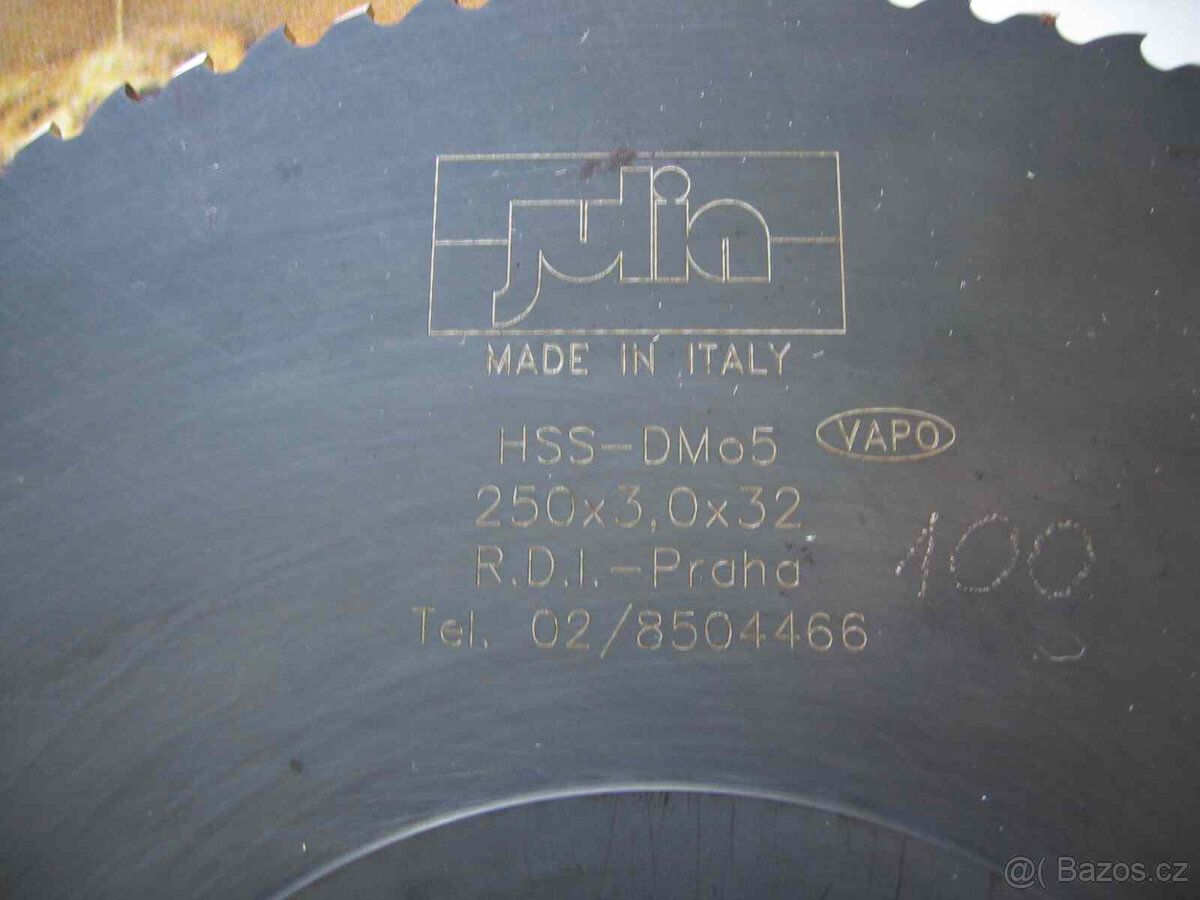 julia
MADE IN ITALY
HSS-DMo5 VAPO
250x3,0x32
R.D.I.-Praha 100
Tel. 02/8504466
@( Bazos.cz